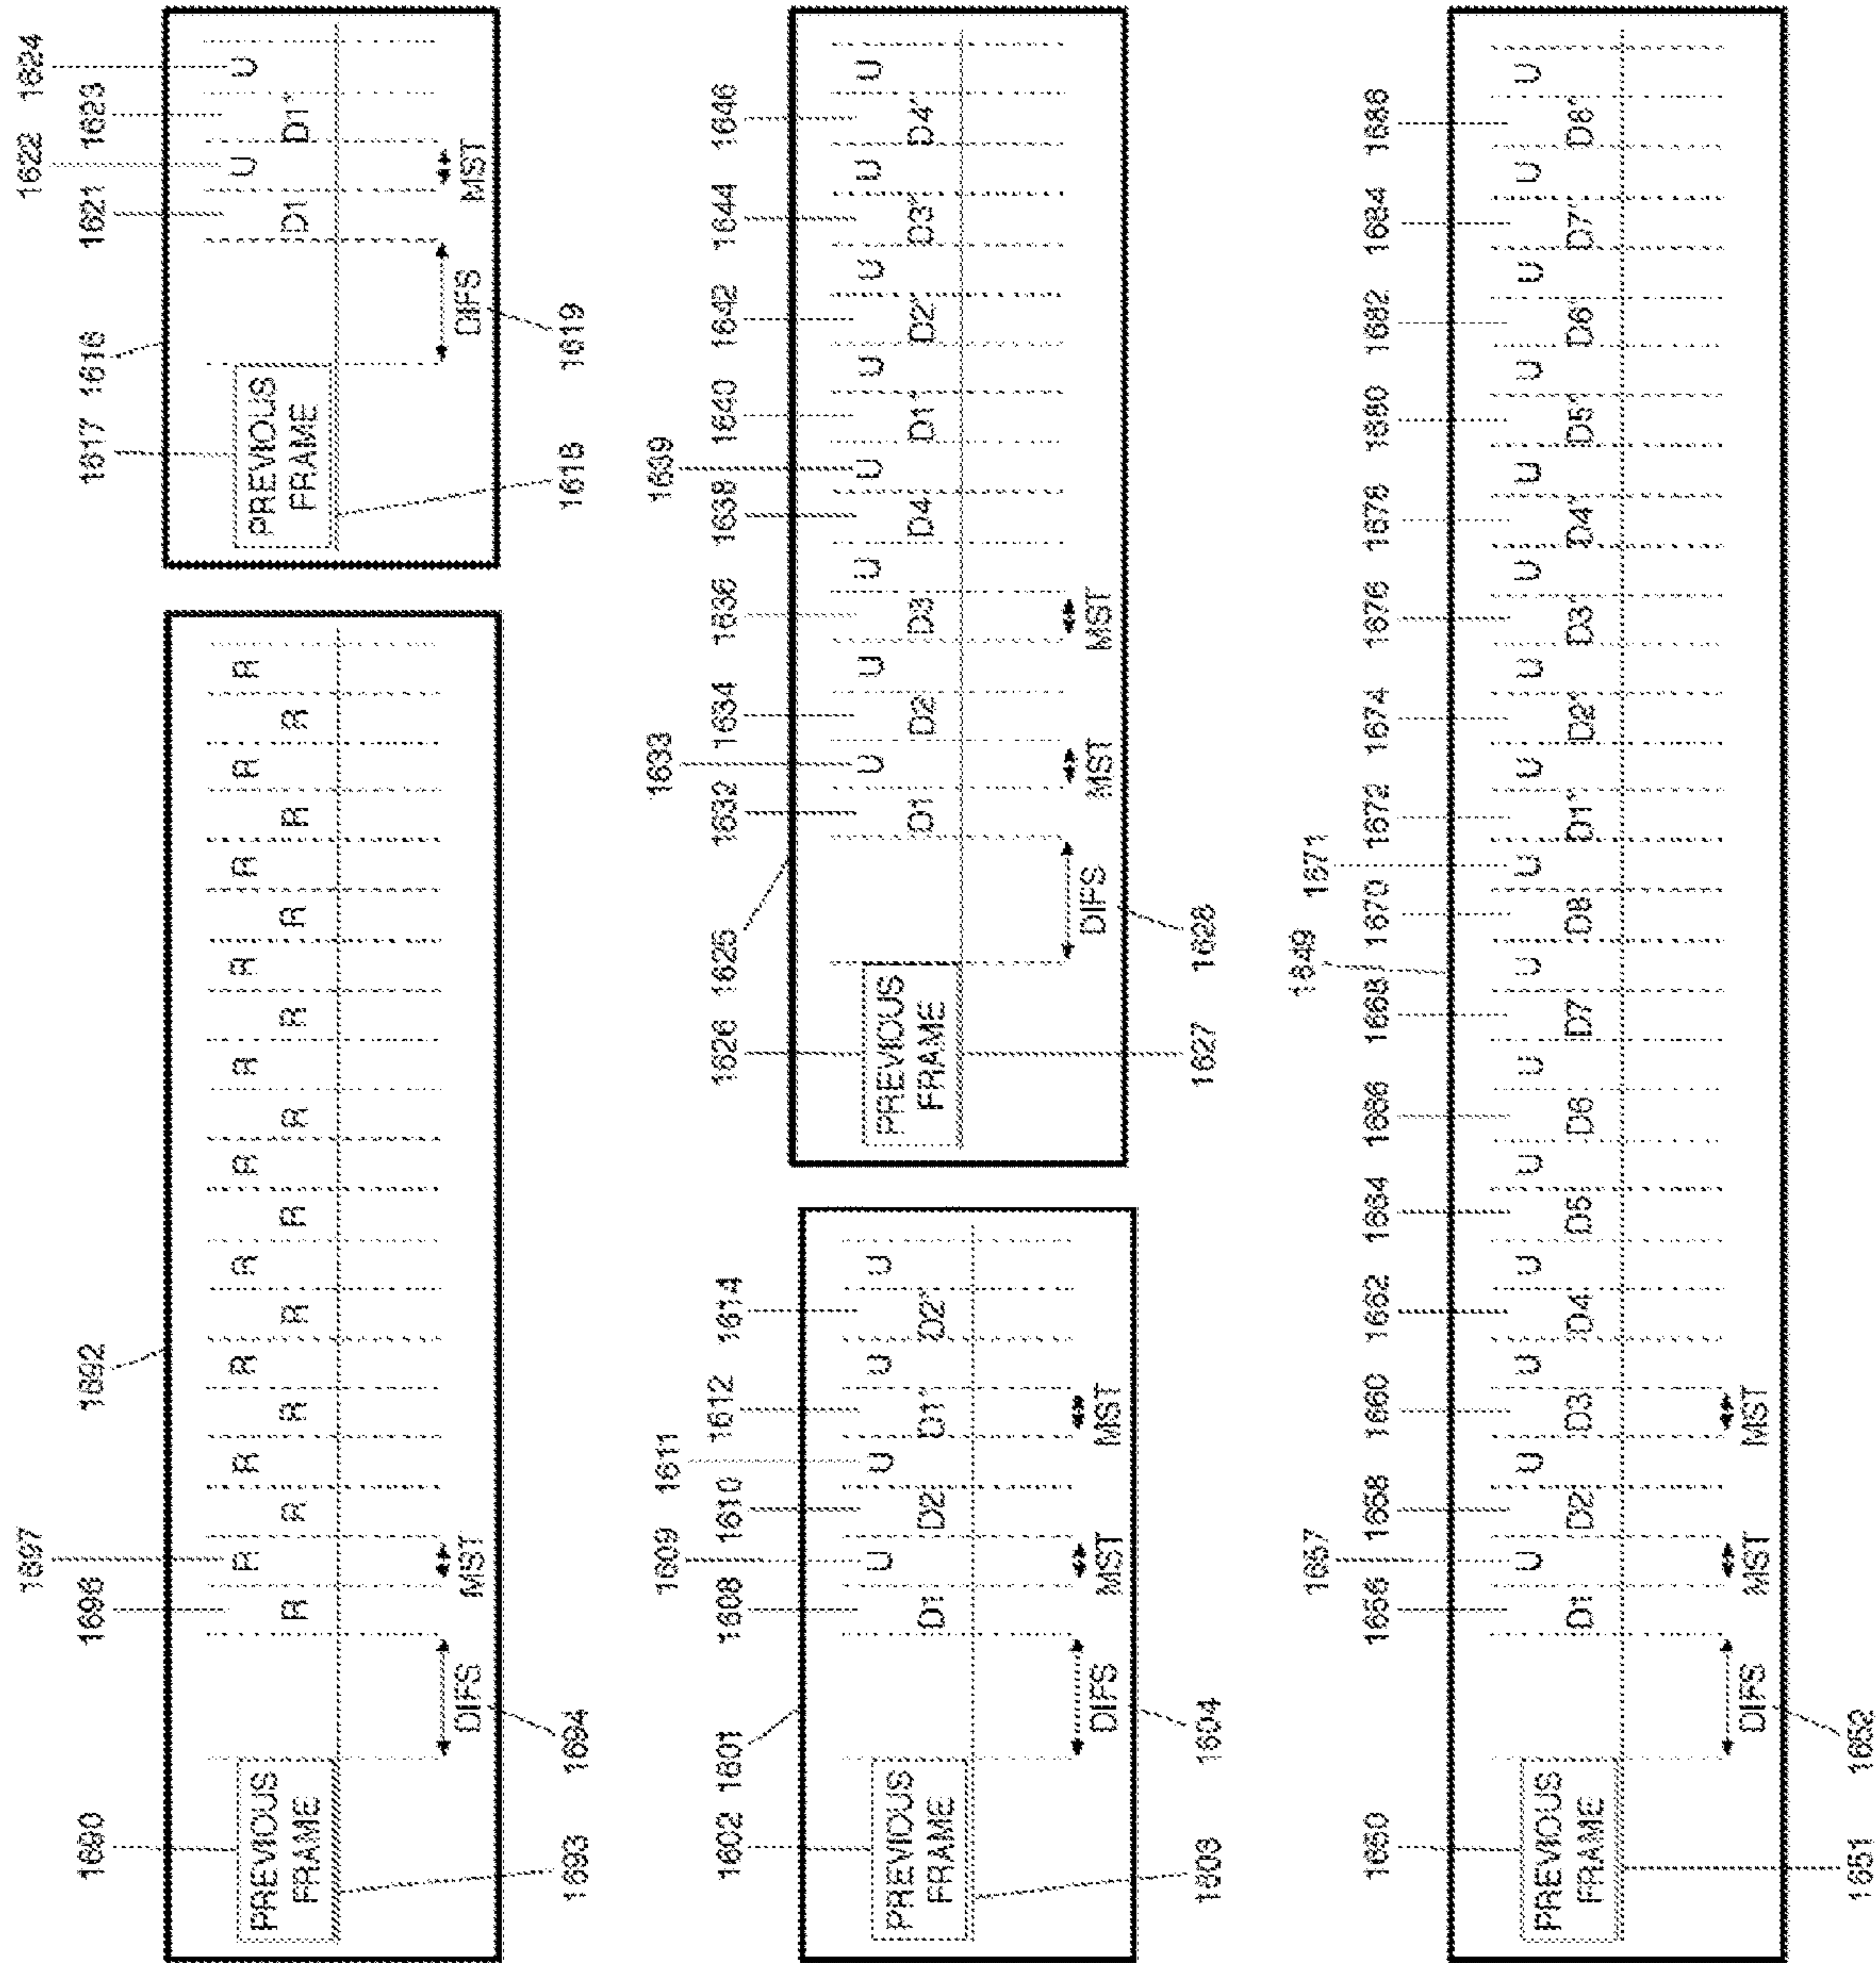 1697
1690 1692 1696
R R R R R R R R R R
PREVIOUS FRAME
R R R R R R R R R R
DIFS MST
1693 1694
1622 1624
1617 1616 1621 1623
U U
PREVIOUS FRAME
D1 D1*
DIFS MST
1618 1619
1609 1611
1602 1601 1608 1610 1612 1614
U U U U
PREVIOUS FRAME
D1 D2 D1* D2*
DIFS MST MST
1603 1604
1633 1639
1626 1625 1632 1634 1636 1638 1640 1642 1644 1646
U U U U U U U U
PREVIOUS FRAME
D1 D2 D3 D4 D1* D2* D3* D4*
DIFS MST MST
1627 1628
1649
1657 1671
1650 1656 1658 1660 1662 1664 1666 1668 1670 1672 1674 1676 1678 1680 1682 1684 1686
U U U U U U U U U U U U U U U U
PREVIOUS FRAME
D1 D2 D3 D4 D5 D6 D7 D8 D1* D2* D3* D4* D5* D6* D7* D8*
DIFS MST MST
1651 1652